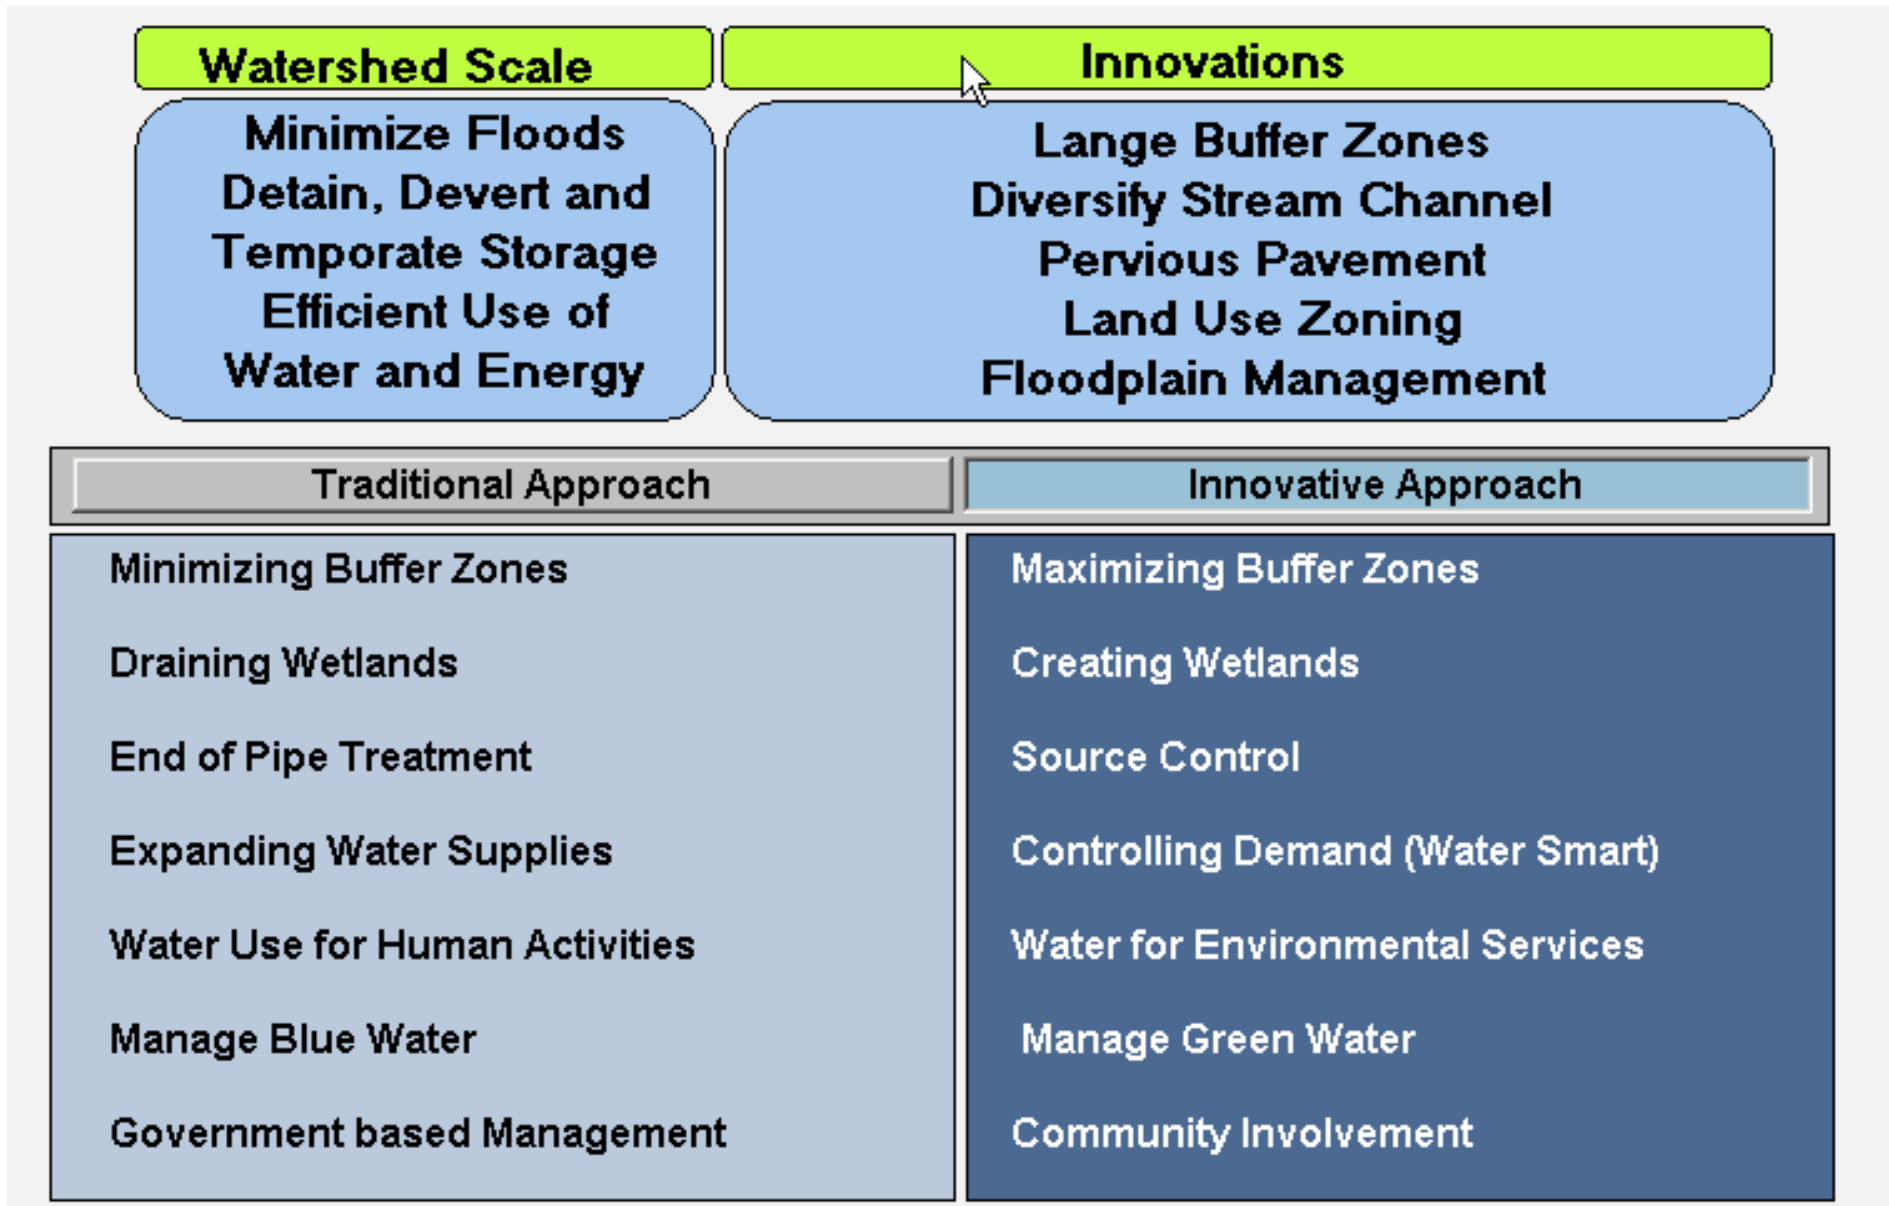 Watershed Scale
Innovations
Minimize Floods
Detain, Devert and
Temporate Storage
Efficient Use of
Water and Energy
Lange Buffer Zones
Diversify Stream Channel
Pervious Pavement
Land Use Zoning
Floodplain Management
Traditional Approach
Innovative Approach
Minimizing Buffer Zones
Maximizing Buffer Zones
Draining Wetlands
Creating Wetlands
End of Pipe Treatment
Source Control
Expanding Water Supplies
Controlling Demand (Water Smart)
Water Use for Human Activities
Water for Environmental Services
Manage Blue Water
Manage Green Water
Government based Management
Community Involvement